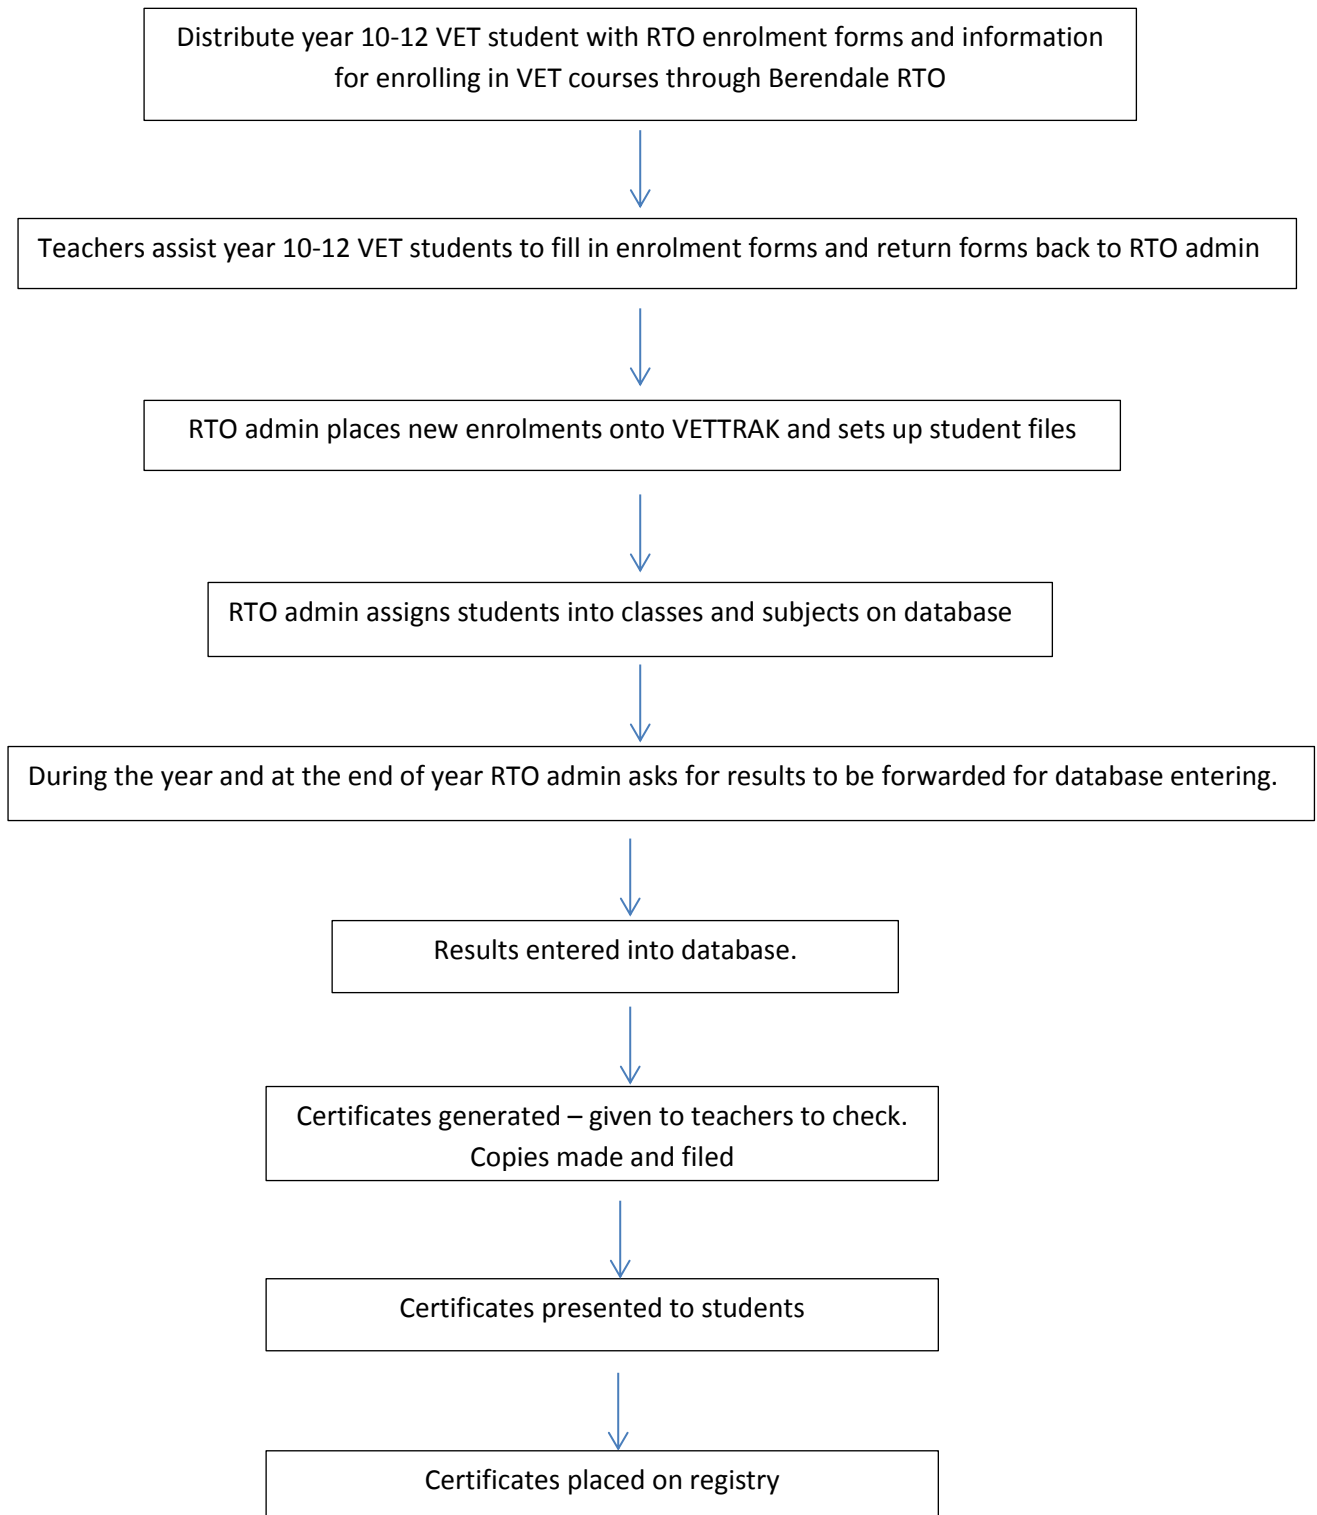 Distribute year 10-12 VET student with RTO enrolment forms and information
for enrolling in VET courses through Berendale RTO
Teachers assist year 10-12 VET students to fill in enrolment forms and return forms back to RTO admin
RTO admin places new enrolments onto VETTRAK and sets up student files
RTO admin assigns students into classes and subjects on database
During the year and at the end of year RTO admin asks for results to be forwarded for database entering.
Results entered into database.
Certificates generated – given to teachers to check.
Copies made and filed
Certificates presented to students
Certificates placed on registry